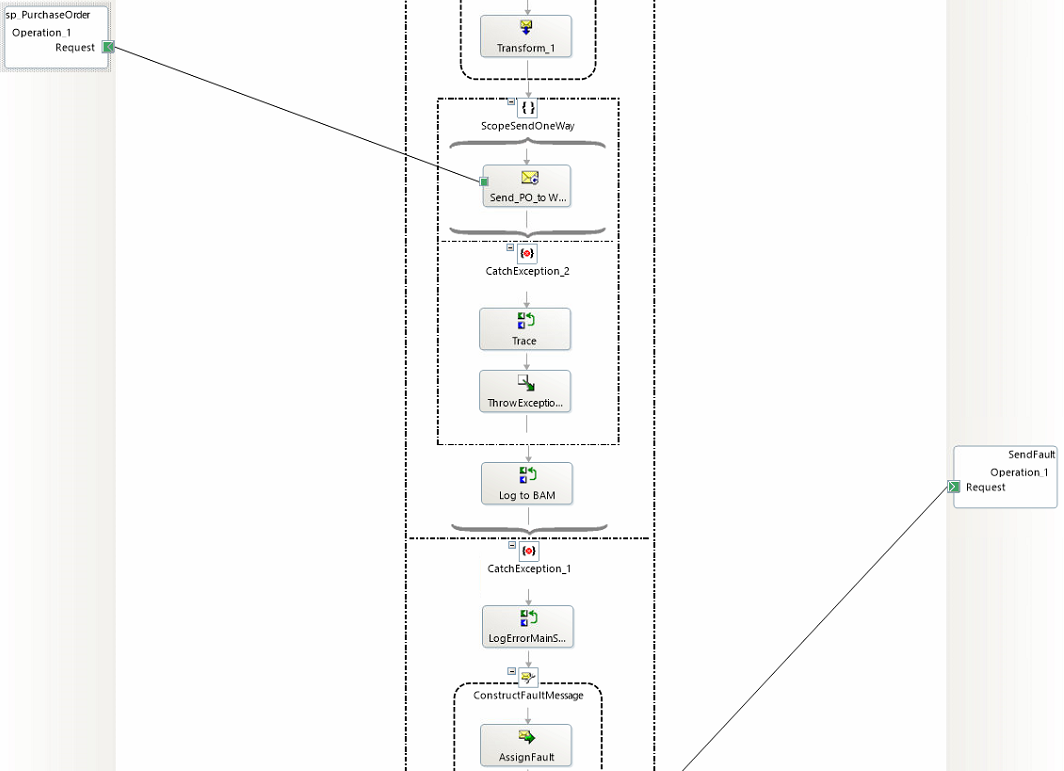 sp_PurchaseOrder
Operation_1
Request
Transform_1
ScopeSendOneWay
Send_PO_to W...
CatchException_2
Trace
ThrowExceptio...
Log to BAM
SendFault
Operation_1
Request
CatchException_1
LogErrorMainS...
ConstructFaultMessage
AssignFault